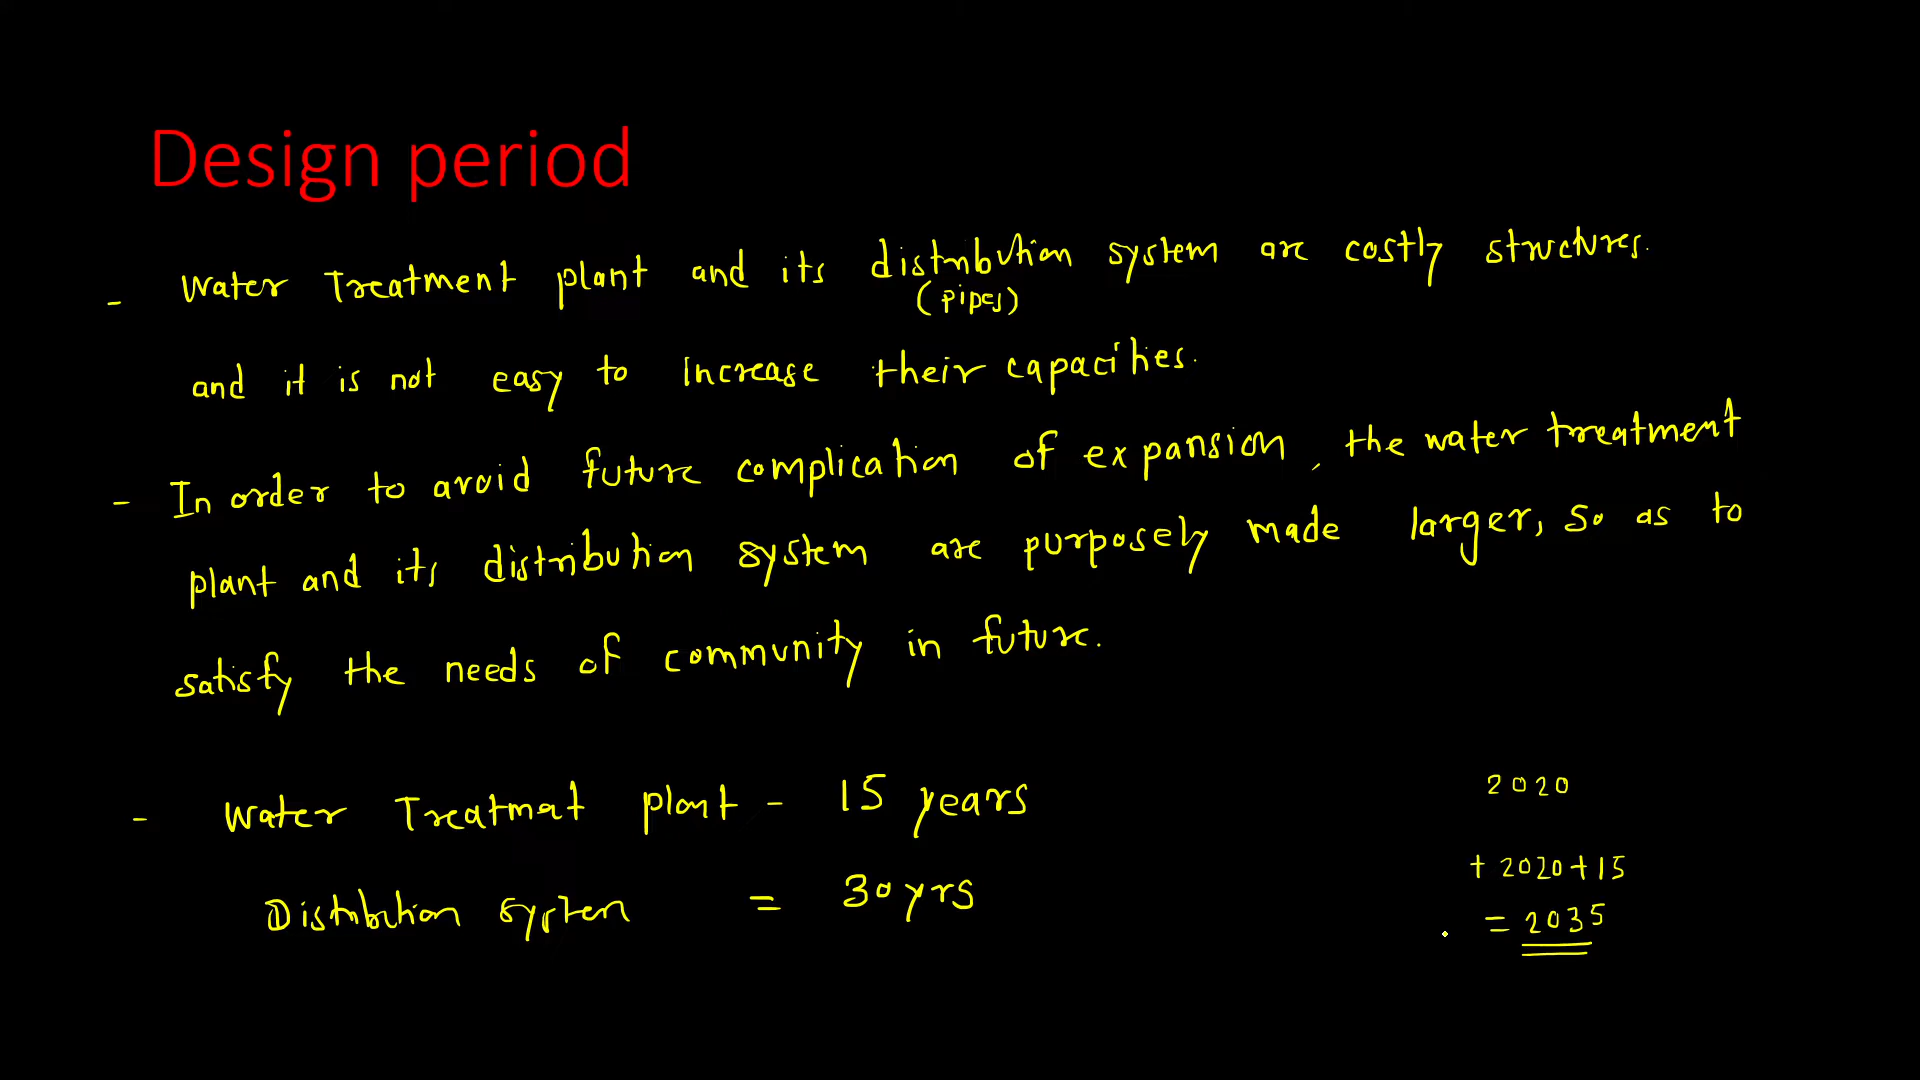 Design period
- Water Treatment plant and its distribution system are costly structures.
(pipes)
and it is not easy to increase their capacities.
- In order to avoid future complication of expansion, the water treatment
plant and its distribution system are purposely made larger, so as to
satisfy the needs of community in future.
- Water Treatmat plant - 15 years
Distribution system = 30yrs
2020
+ 2020+15
= 2035